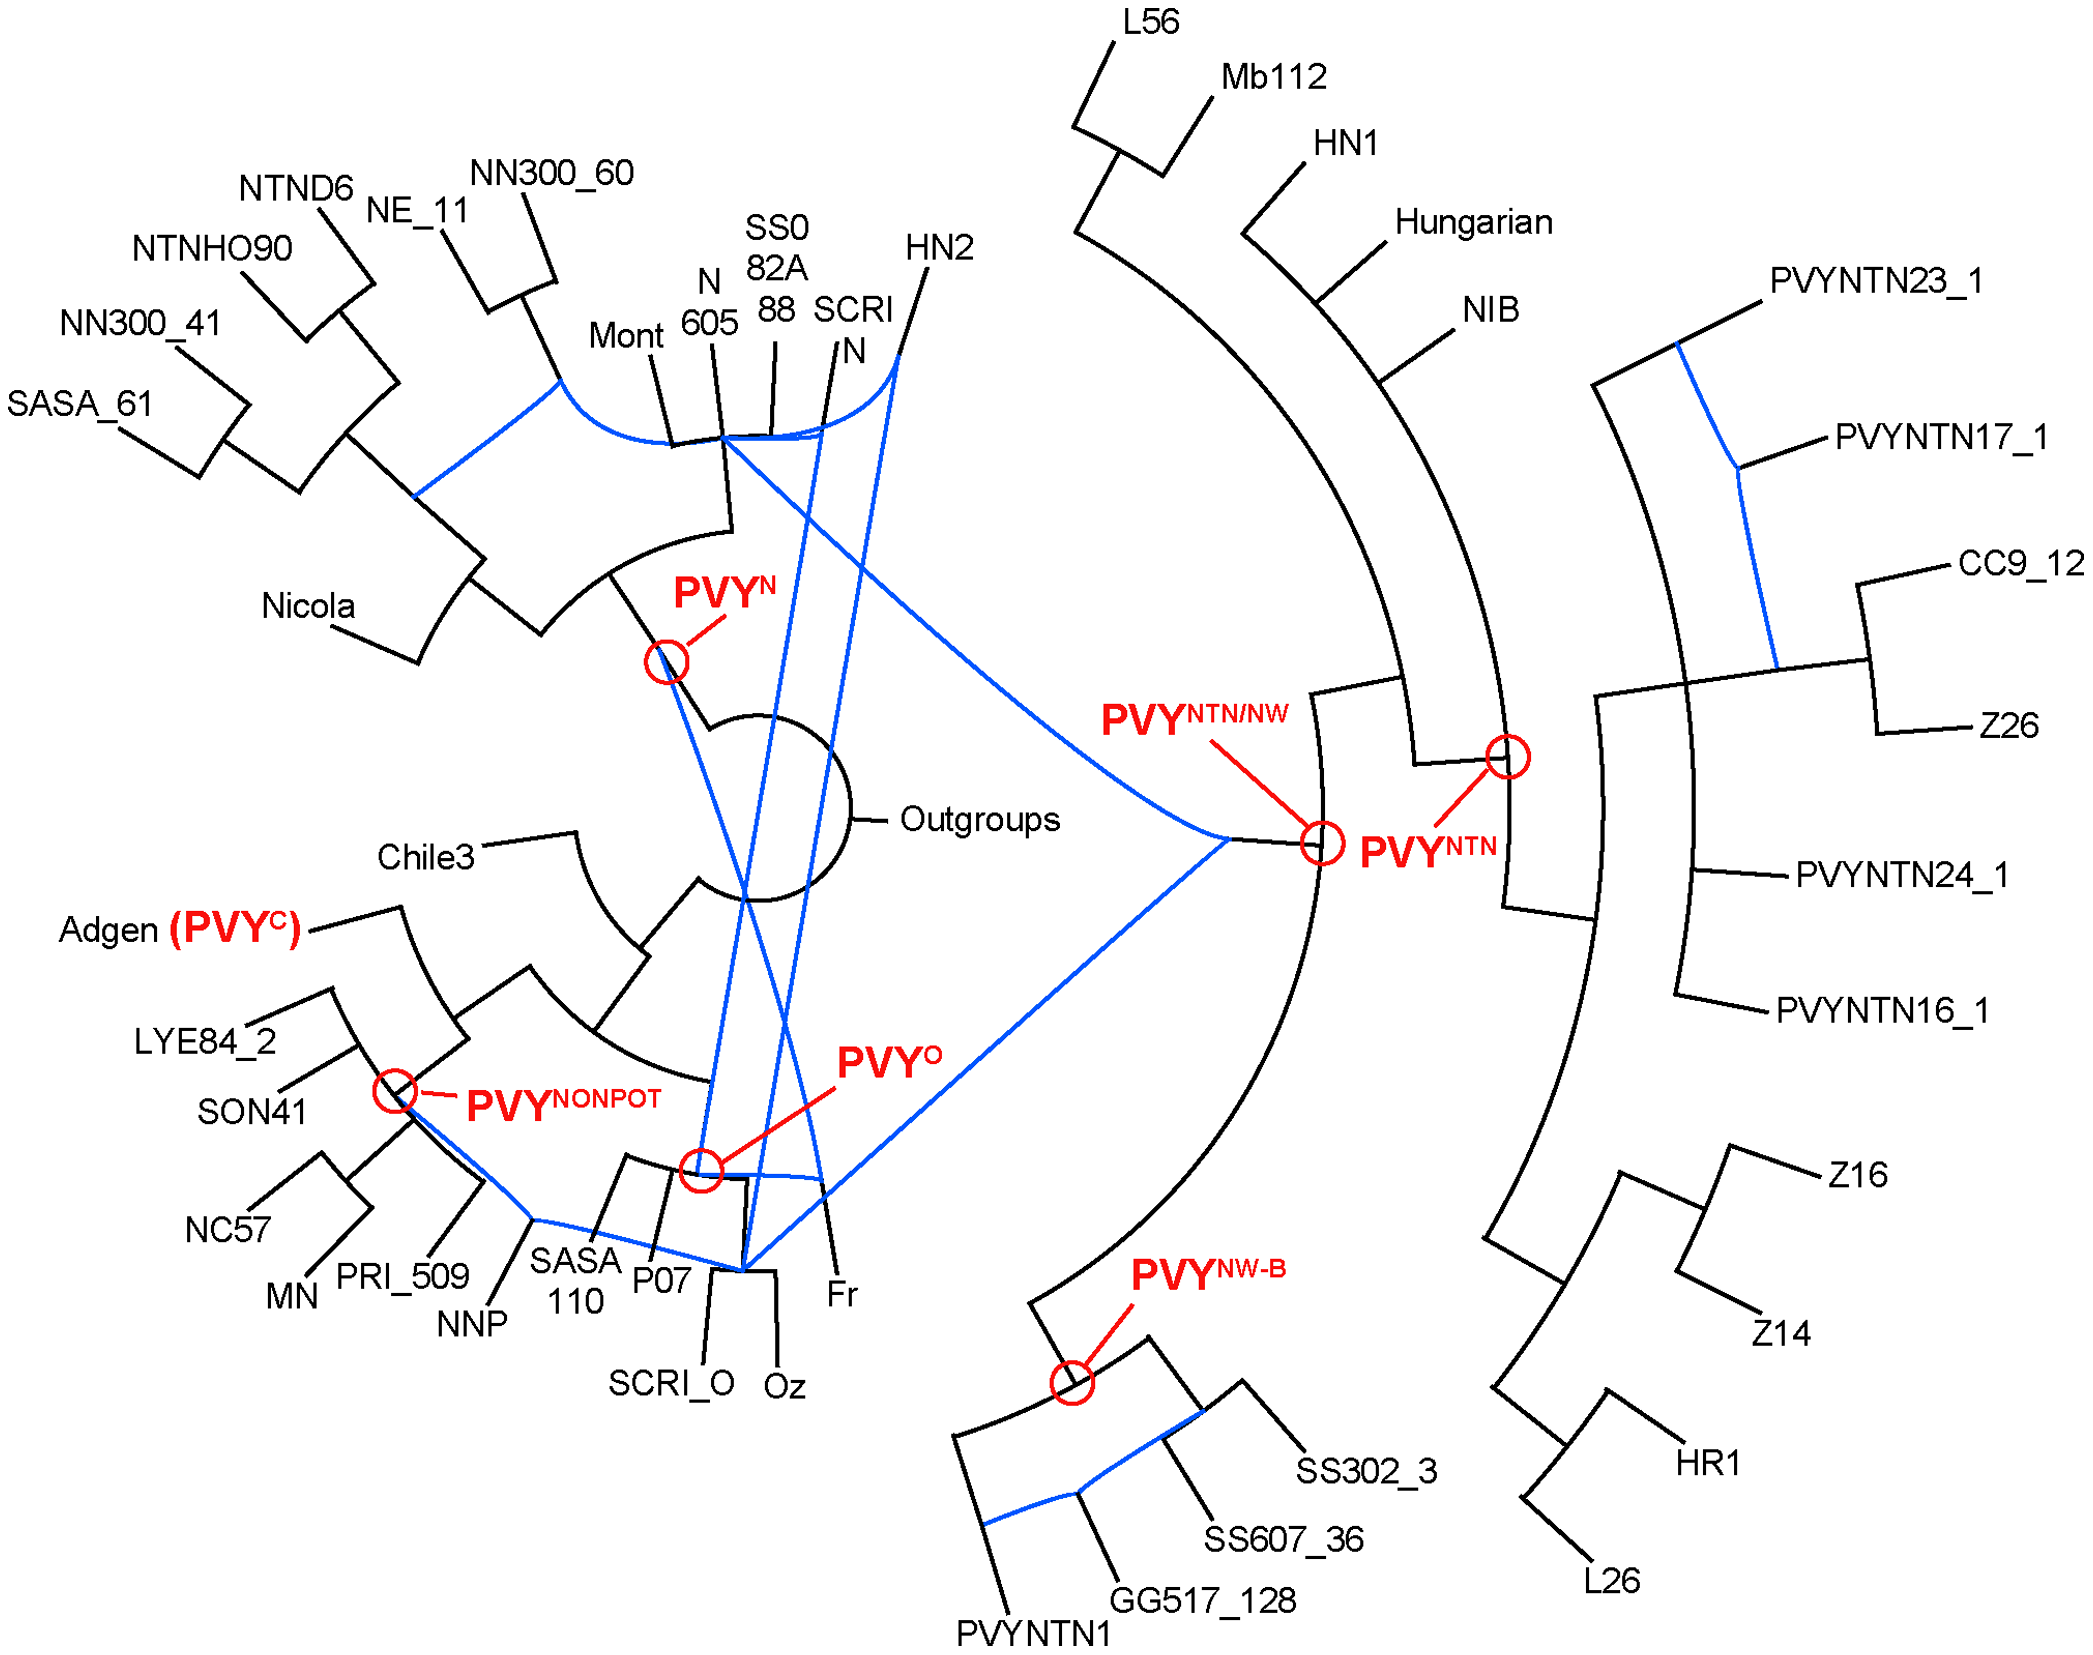 L56
Mb112
HN1
NN300_60
NTND6
NE_11
Hungarian
SS0
82A
88
NTNHO90
HN2
N
605
PVYNTN23_1
NIB
SCRI
N
NN300_41
Mont
SASA_61
PVYNTN17_1
CC9_12
PVYN
Nicola
PVYNTN/NW
Z26
Outgroups
PVYNTN
Chile3
PVYNTN24_1
Adgen (PVYC)
PVYNTN16_1
LYE84_2
PVYO
SON41
PVYNONPOT
Z16
NC57
SASA
110
P07
PRI_509
MN
NNP
Fr
PVYNW-B
Z14
SCRI_O
Oz
HR1
SS302_3
SS607_36
L26
GG517_128
PVYNTN1